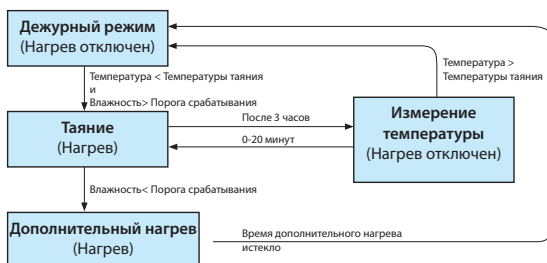 Дежурный режим
(Нагрев отключен)
Температура >
Температуры таяния
Температура < Температуры таяния
и
Влажность> Порога срабатывания
Таяние
(Нагрев)
После 3 часов
0-20 минут
Измерение
температуры
(Нагрев отключен)
Влажность< Порога срабатывания
Дополнительный нагрев
(Нагрев)
Время дополнительного нагрева
истекло